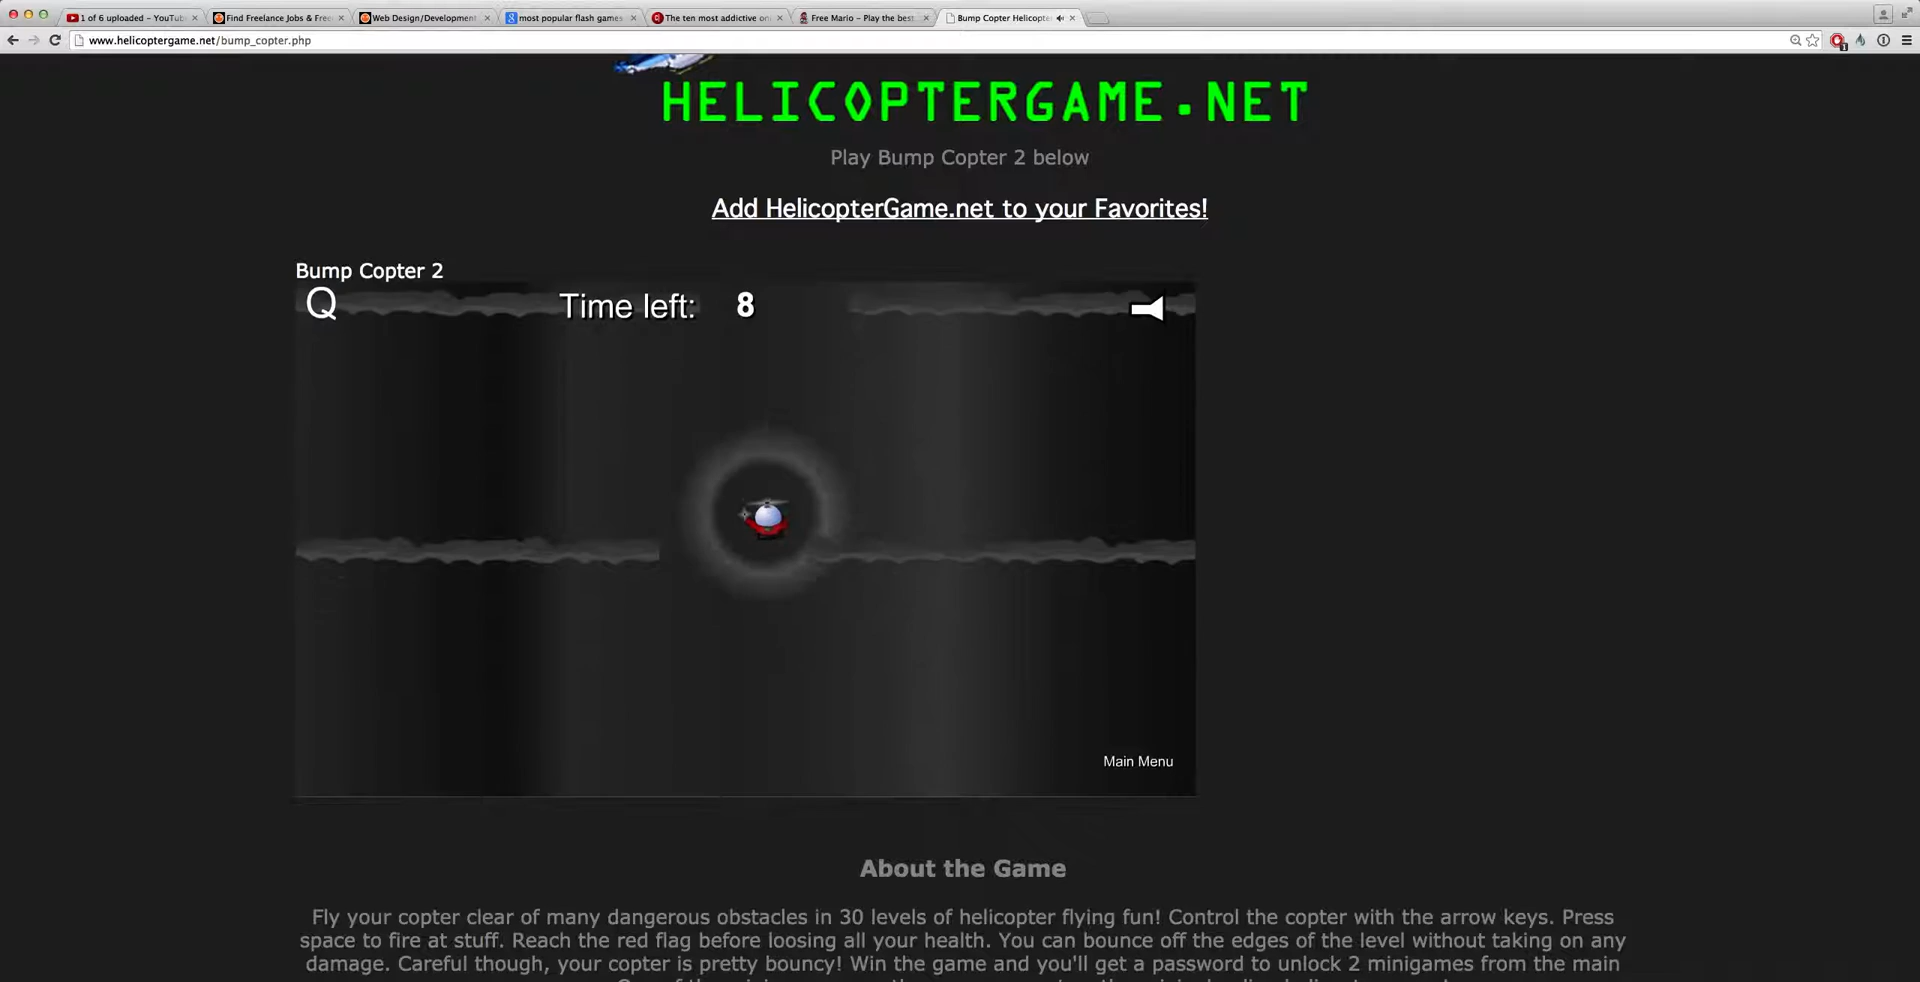 1 of 6 uploaded - YouTub
Find Freelance Jobs & Free
Web Design/Development
most popular flash games
The ten most addictive on
Free Mario - Play the best
Bump Copter Helicopte
www.helicoptergame.net/bump_copter.php
HELICOPTERGAME.NET
Play Bump Copter 2 below
Add HelicopterGame.net to your Favorites!
Bump Copter 2
Q Time left: 8
Main Menu
About the Game
Fly your copter clear of many dangerous obstacles in 30 levels of helicopter flying fun! Control the copter with the arrow keys. Press
space to fire at stuff. Reach the red flag before loosing all your health. You can bounce off the edges of the level without taking on any
damage. Careful though, your copter is pretty bouncy! Win the game and you'll get a password to unlock 2 minigames from the main